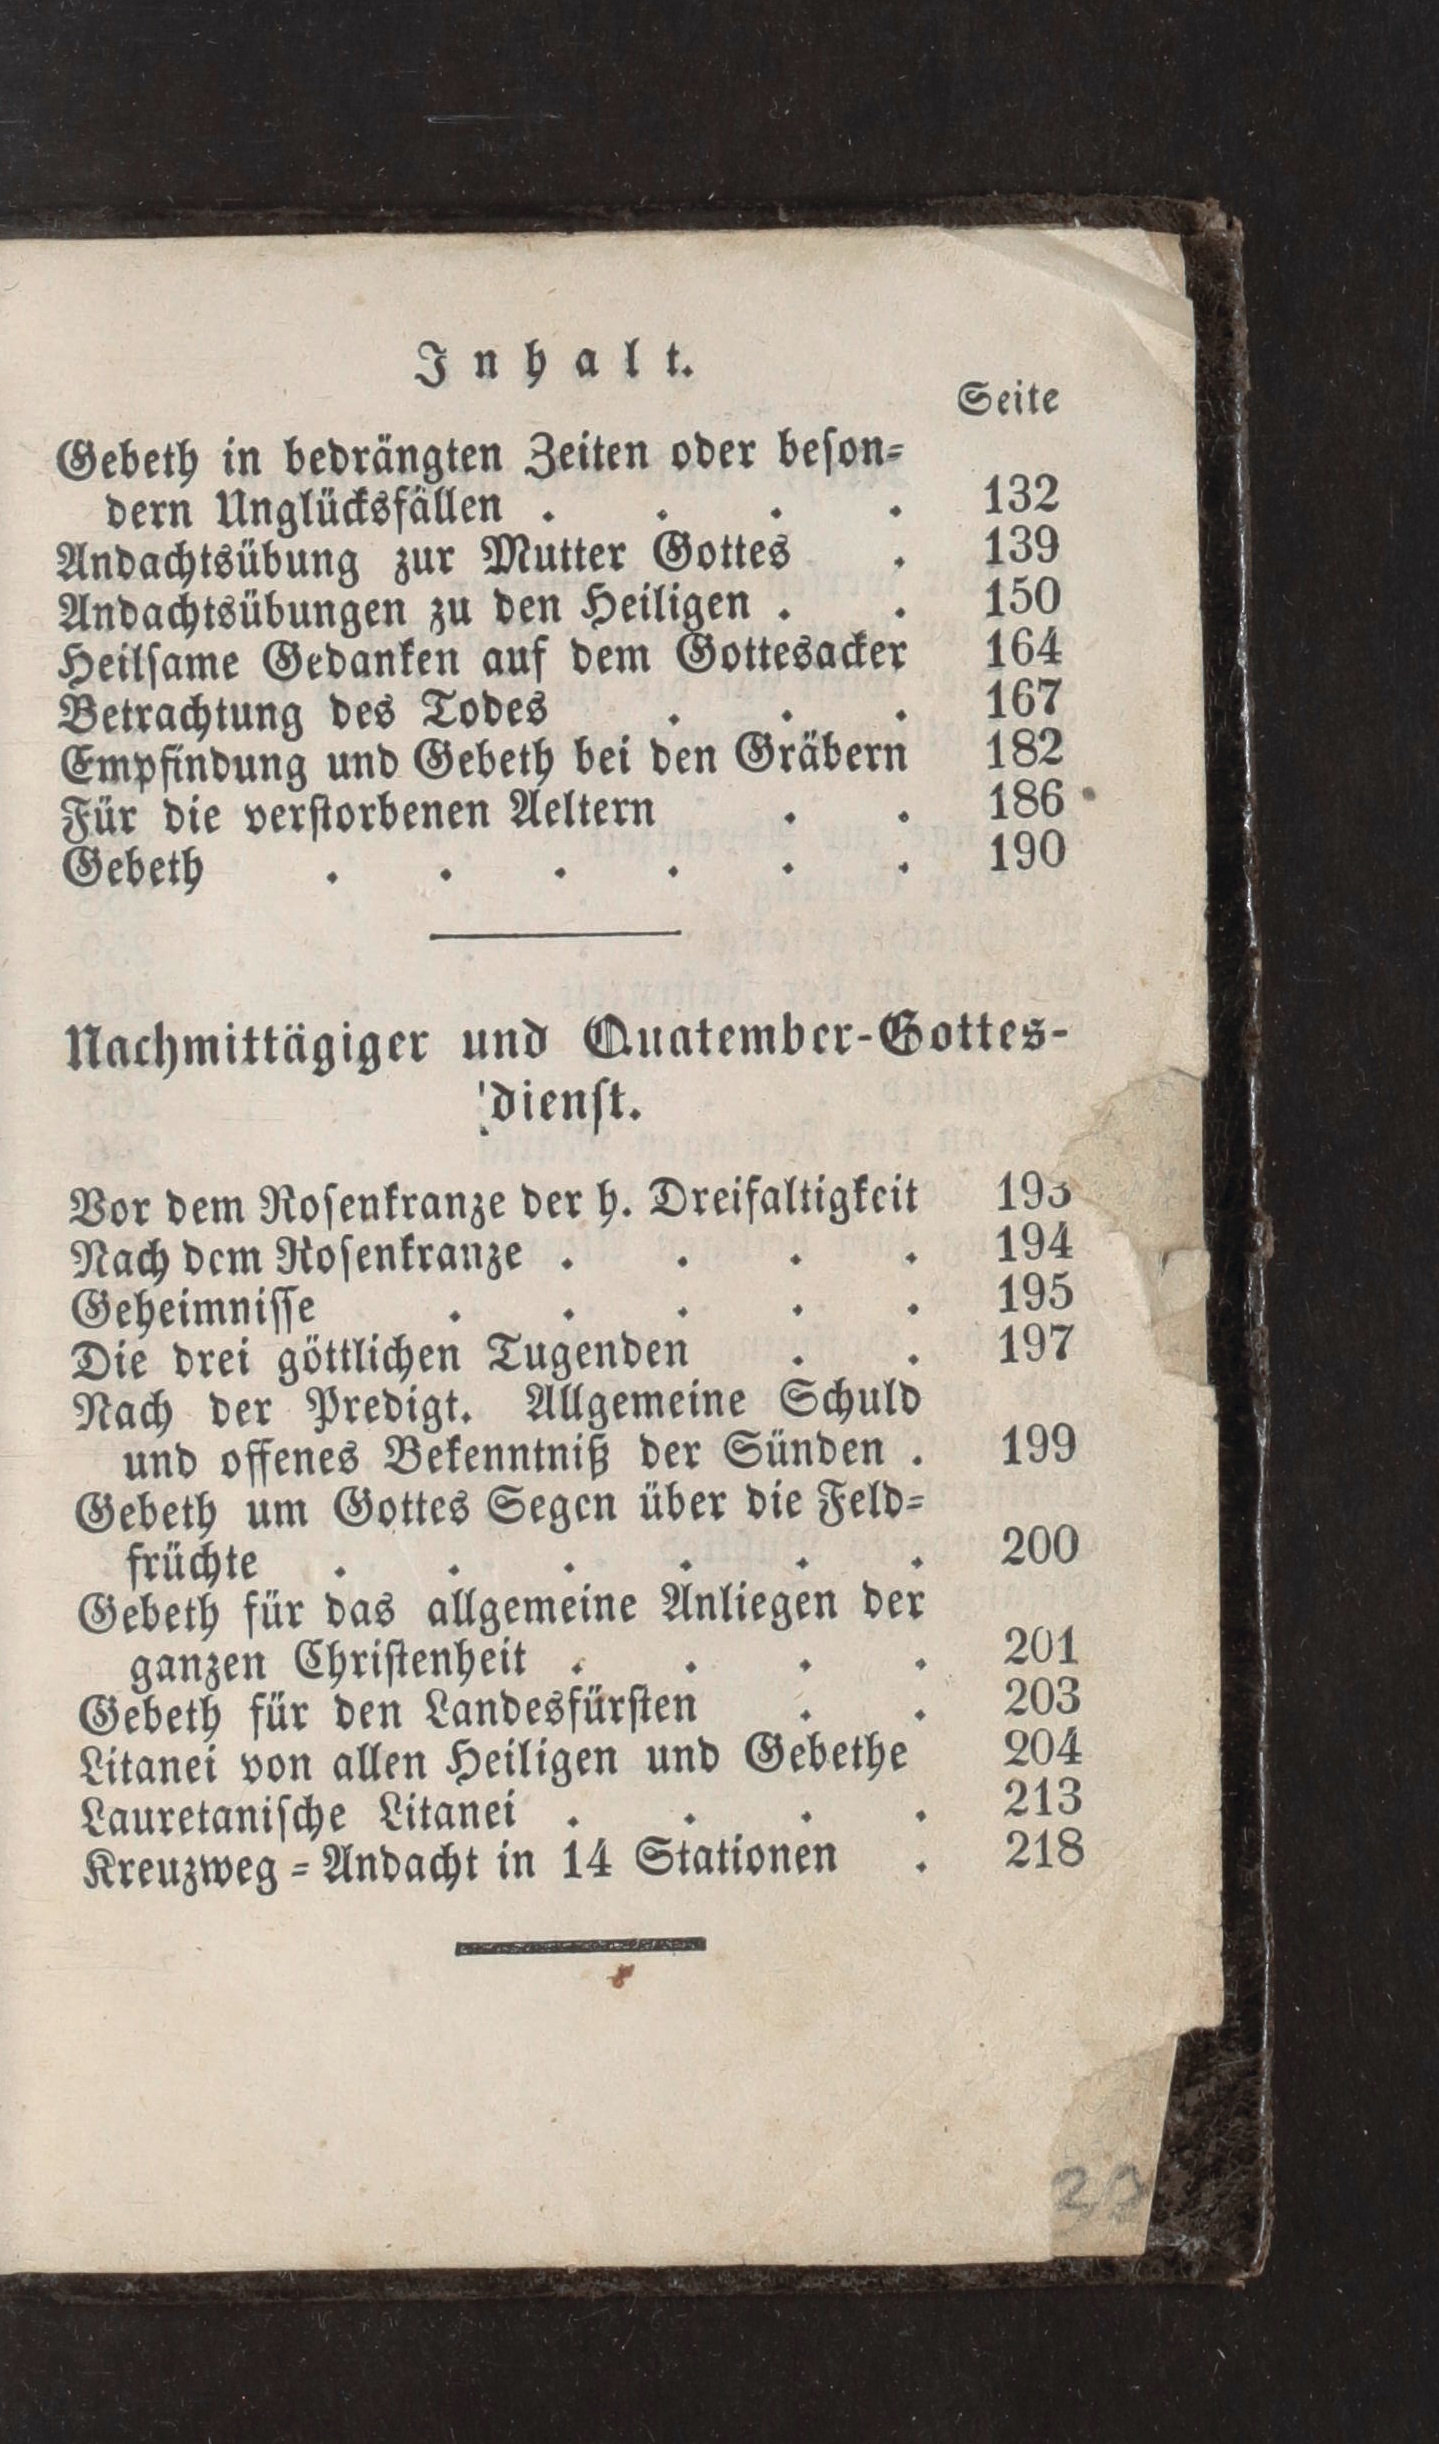 Inhalt.
Seite
Gebeth in bedrängten Zeiten oder beson=
dern Unglücksfällen . . . . 132
Andachtsübung zur Mutter Gottes . 139
Andachtsübungen zu den Heiligen . . 150
Heilsame Gedanken auf dem Gottesacker 164
Betrachtung des Todes . . . 167
Empfindung und Gebeth bei den Gräbern 182
Für die verstorbenen Aeltern . . 186
Gebeth . . . . . . 190
Nachmittägiger und Quatember-Gottes-
dienst.
Vor dem Rosenkranze der h. Dreifaltigkeit 193
Nach dem Rosenkranze . . . . 194
Geheimnisse . . . . . 195
Die drei göttlichen Tugenden . . 197
Nach der Predigt. Allgemeine Schuld
und offenes Bekenntniß der Sünden . 199
Gebeth um Gottes Segen über die Feld=
früchte . . . . . . 200
Gebeth für das allgemeine Anliegen der
ganzen Christenheit . . . . 201
Gebeth für den Landesfürsten . . 203
Litanei von allen Heiligen und Gebethe 204
Lauretanische Litanei . . . . 213
Kreuzweg=Andacht in 14 Stationen . 218